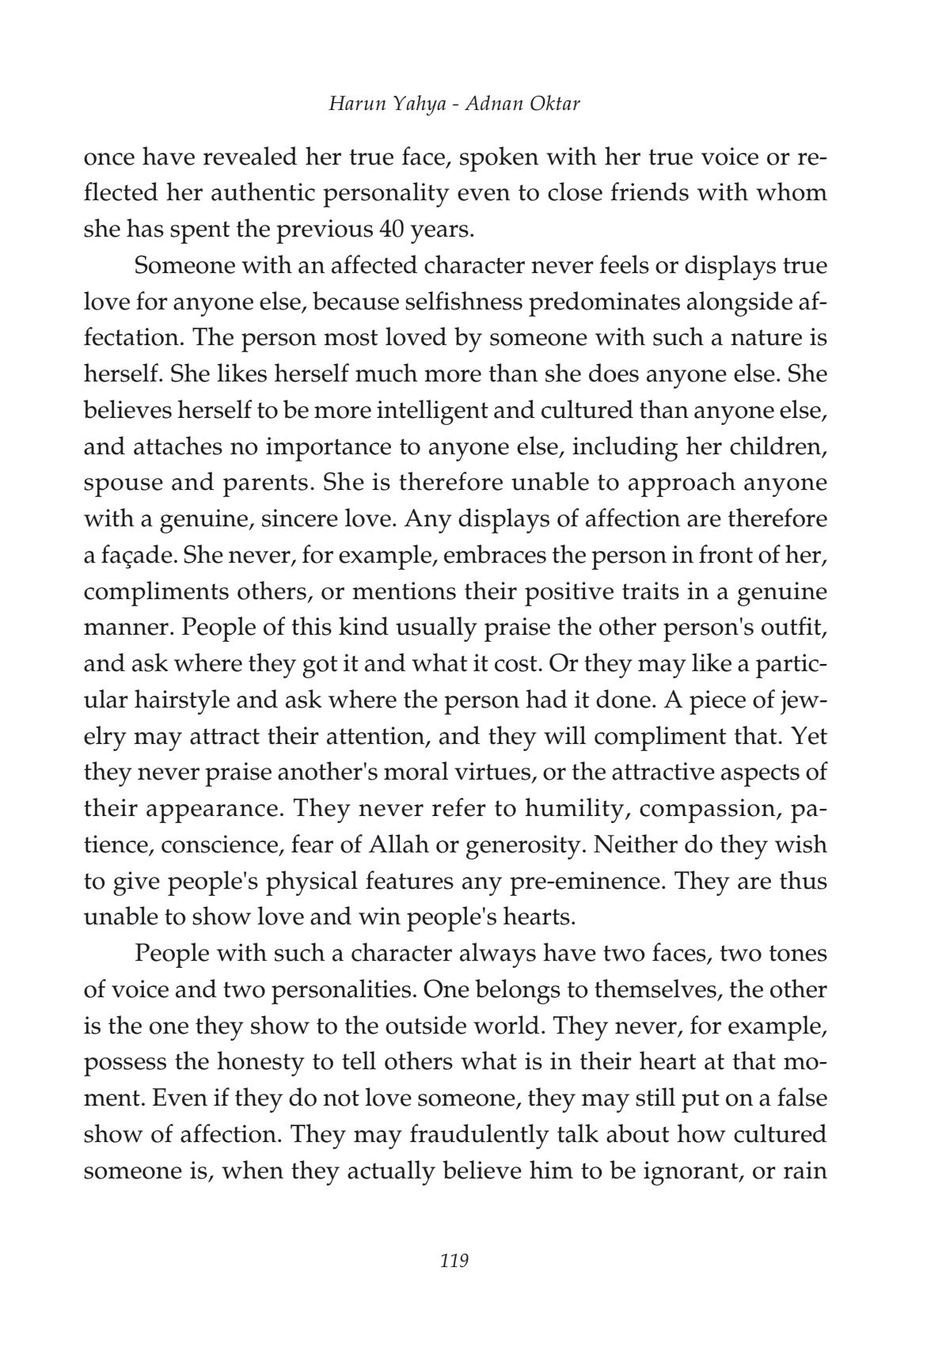 Harun Yahya - Adnan Oktar
once have revealed her true face, spoken with her true voice or re-
flected her authentic personality even to close friends with whom
she has spent the previous 40 years.
Someone with an affected character never feels or displays true
love for anyone else, because selfishness predominates alongside af-
fectation. The person most loved by someone with such a nature is
herself. She likes herself much more than she does anyone else. She
believes herself to be more intelligent and cultured than anyone else,
and attaches no importance to anyone else, including her children,
spouse and parents. She is therefore unable to approach anyone
with a genuine, sincere love. Any displays of affection are therefore
a façade. She never, for example, embraces the person in front of her,
compliments others, or mentions their positive traits in a genuine
manner. People of this kind usually praise the other person's outfit,
and ask where they got it and what it cost. Or they may like a partic-
ular hairstyle and ask where the person had it done. A piece of jew-
elry may attract their attention, and they will compliment that. Yet
they never praise another's moral virtues, or the attractive aspects of
their appearance. They never refer to humility, compassion, pa-
tience, conscience, fear of Allah or generosity. Neither do they wish
to give people's physical features any pre-eminence. They are thus
unable to show love and win people's hearts.
People with such a character always have two faces, two tones
of voice and two personalities. One belongs to themselves, the other
is the one they show to the outside world. They never, for example,
possess the honesty to tell others what is in their heart at that mo-
ment. Even if they do not love someone, they may still put on a false
show of affection. They may fraudulently talk about how cultured
someone is, when they actually believe him to be ignorant, or rain
119